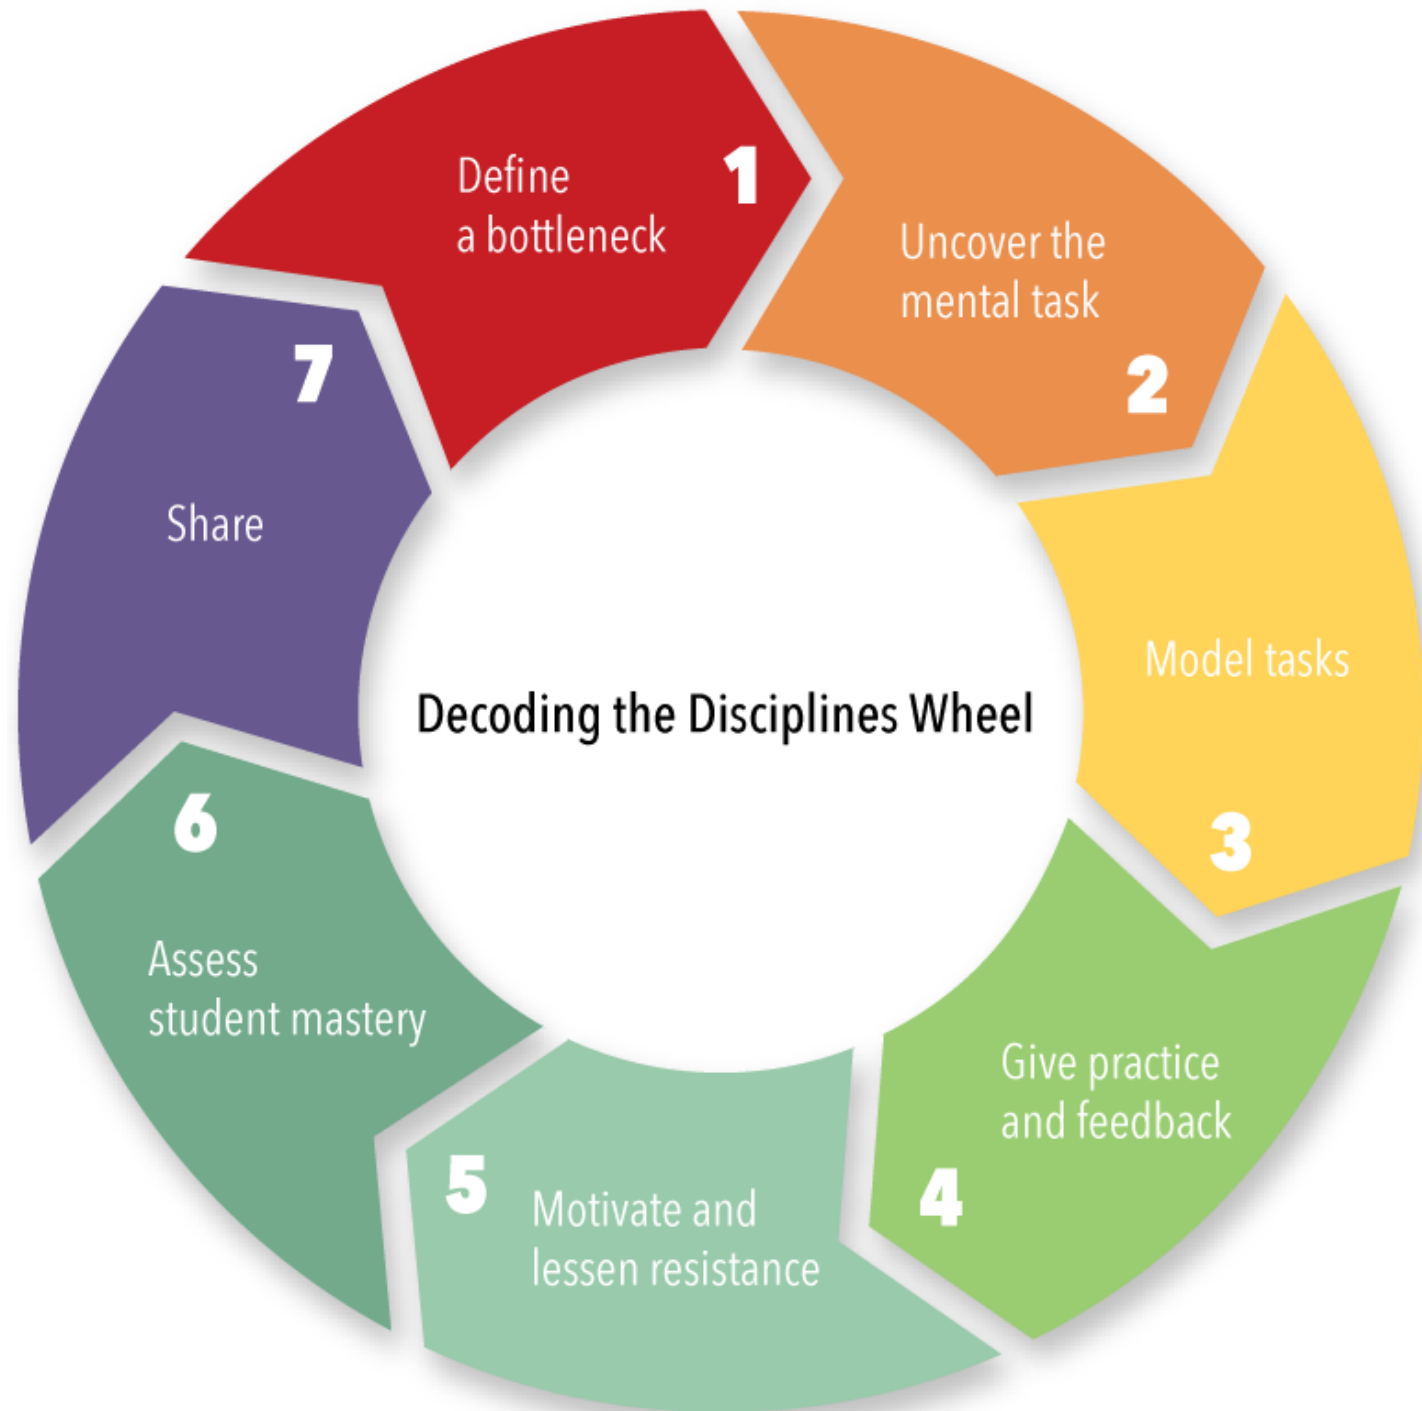 Define
a bottleneck
1
Uncover the
mental task
2
Model tasks
3
Give practice
and feedback
4
Motivate and
lessen resistance
5
Assess
student mastery
6
Share
7
Decoding the Disciplines Wheel